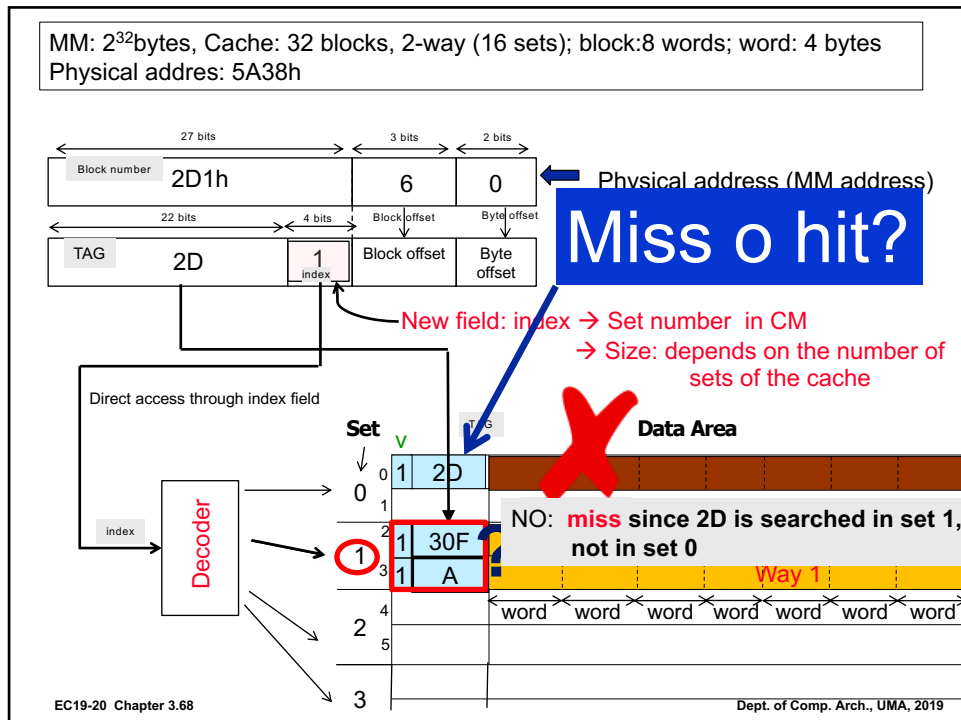 MM: 2³²bytes, Cache: 32 blocks, 2-way (16 sets); block:8 words; word: 4 bytes
Physical addres: 5A38h
27 bits 3 bits 2 bits
Block number 2D1h 6 0 Physical address (MM address)
22 bits 4 bits Block offset Byte offset
TAG 2D 1 index Block offset Byte offset
Miss o hit?
New field: index → Set number in CM
→ Size: depends on the number of
sets of the cache
Direct access through index field
Set v Data Area
0 0 1 2D
1
NO: miss since 2D is searched in set 1,
not in set 0
index Decoder
1 2 1 30F ?
3 1 A Way 1
word word word word word word word
2 4
5
3
EC19-20 Chapter 3.68 Dept. of Comp. Arch., UMA, 2019